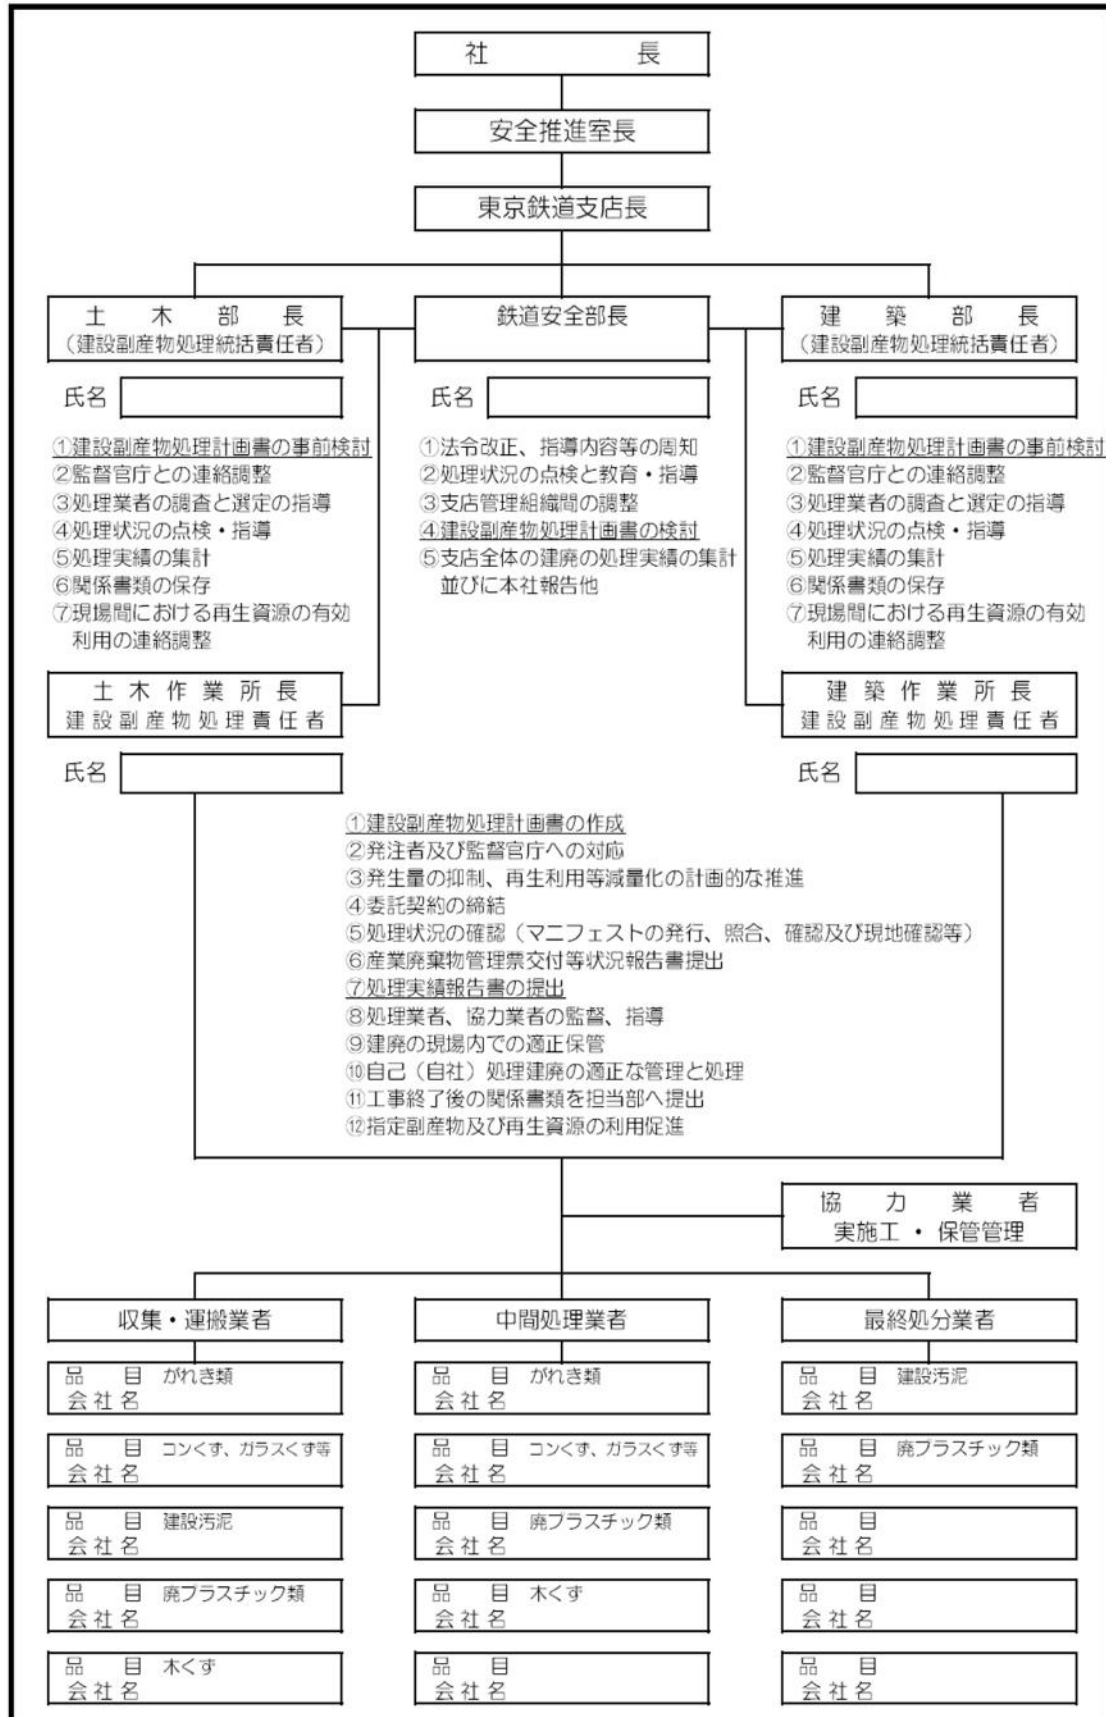 社長
安全推進室長
東京鉄道支店長
土木部長
（建設副産物処理統括責任者）
氏名
①建設副産物処理計画書の事前検討
②監督官庁との連絡調整
③処理業者の調査と選定の指導
④処理状況の点検・指導
⑤処理実績の集計
⑥関係書類の保存
⑦現場間における再生資源の有効
利用の連絡調整
鉄道安全部長
氏名
①法令改正、指導内容等の周知
②処理状況の点検と教育・指導
③支店管理組織間の調整
④建設副産物処理計画書の検討
⑤支店全体の建廃の処理実績の集計
並びに本社報告他
建築部長
（建設副産物処理統括責任者）
氏名
①建設副産物処理計画書の事前検討
②監督官庁との連絡調整
③処理業者の調査と選定の指導
④処理状況の点検・指導
⑤処理実績の集計
⑥関係書類の保存
⑦現場間における再生資源の有効
利用の連絡調整
土木作業所長
建設副産物処理責任者
氏名
建築作業所長
建設副産物処理責任者
氏名
①建設副産物処理計画書の作成
②発注者及び監督官庁への対応
③発生量の抑制、再生利用等減量化の計画的な推進
④委託契約の締結
⑤処理状況の確認（マニフェストの発行、照合、確認及び現地確認等）
⑥産業廃棄物管理票交付等状況報告書提出
⑦処理実績報告書の提出
⑧処理業者、協力業者の監督、指導
⑨建廃の現場内での適正保管
⑩自己（自社）処理建廃の適正な管理と処理
⑪工事終了後の関係書類を担当部へ提出
⑫指定副産物及び再生資源の利用促進
協力業者
実施工・保管管理
収集・運搬業者
品目 がれき類
会社名
品目 コンくず、ガラスくず等
会社名
品目 建設汚泥
会社名
品目 廃プラスチック類
会社名
品目 木くず
会社名
中間処理業者
品目 がれき類
会社名
品目 コンくず、ガラスくず等
会社名
品目 廃プラスチック類
会社名
品目 木くず
会社名
品目
会社名
最終処分業者
品目 建設汚泥
会社名
品目 廃プラスチック類
会社名
品目
会社名
品目
会社名
品目
会社名